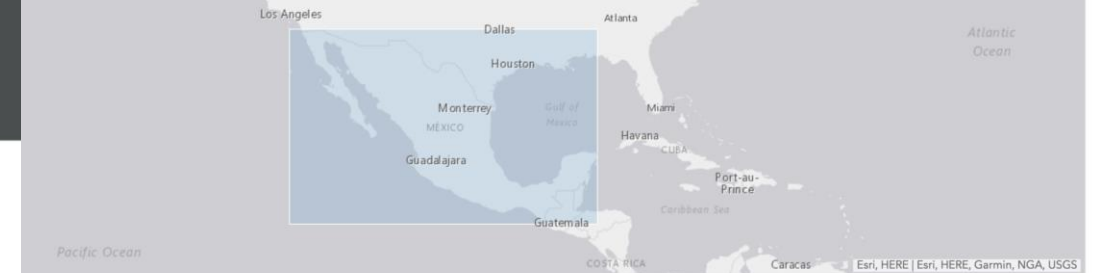 Los Angeles
Atlanta
Dallas
Atlantic
Ocean
Houston
Monterrey
Gulf of
Mexico
Miami
MÉXICO
Havana
CUBA
Guadalajara
Port-au-
Prince
Caribbean Sea
Guatemala
Pacific Ocean
COSTA RICA
Caracas
Esri, HERE | Esri, HERE, Garmin, NGA, USGS